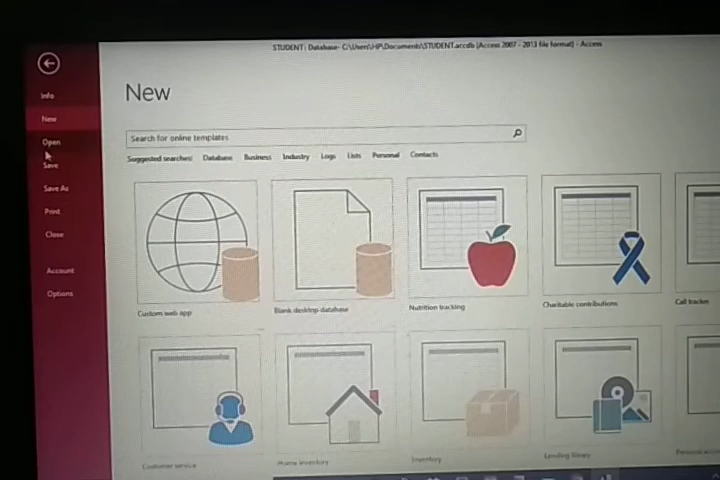 STUDENT : Database- C:\Users\HP\Documents\STUDENT.accdb (Access 2007 - 2013 file format) - Access
Info
New
Open
Save
Save As
Print
Close
Account
Options
New
Search for online templates
Suggested searches: Database Business Industry Logs Lists Personal Contacts
Custom web app Blank desktop database Nutrition tracking Charitable contributions Call tracker
Customer service Home inventory Inventory Lending library Personal